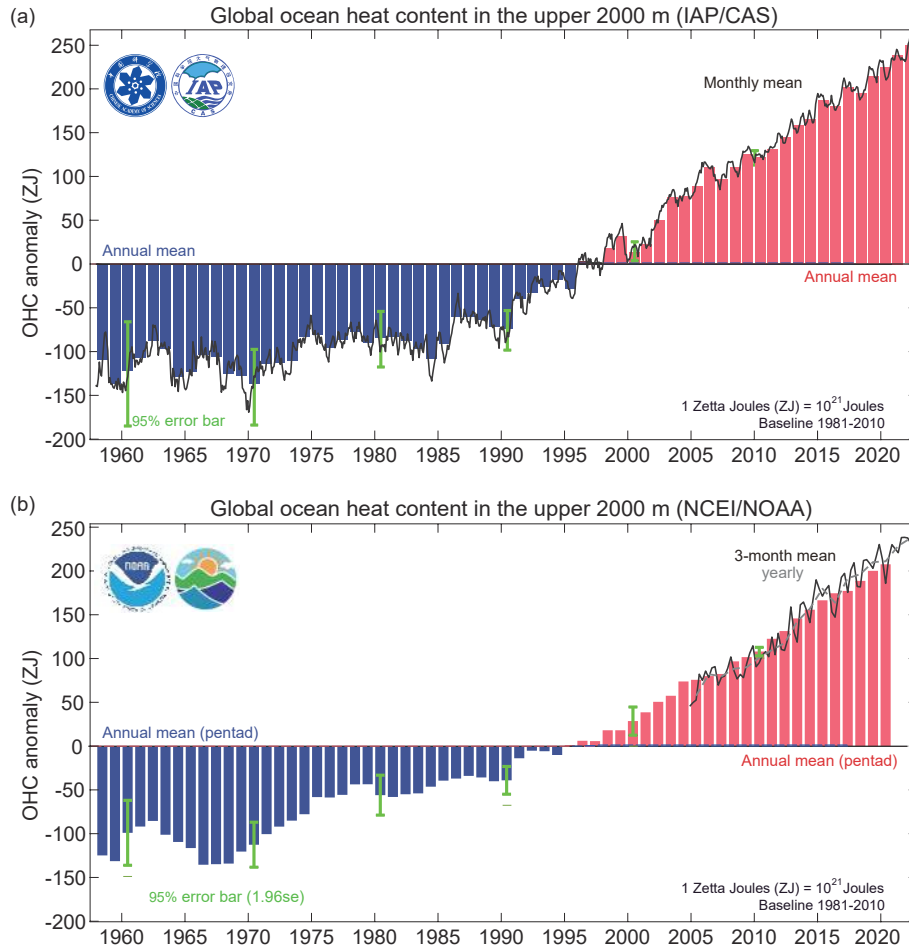 (a)
Global ocean heat content in the upper 2000 m (IAP/CAS)
OHC anomaly (ZJ)
250
200
150
100
50
0
-50
-100
-150
-200
IAP
CAS
Monthly mean
Annual mean
Annual mean
95% error bar
1 Zetta Joules (ZJ) = 10²¹Joules
Baseline 1981-2010
1960 1965 1970 1975 1980 1985 1990 1995 2000 2005 2010 2015 2020
(b)
Global ocean heat content in the upper 2000 m (NCEI/NOAA)
OHC anomaly (ZJ)
250
200
150
100
50
0
-50
-100
-150
-200
NOAA
3-month mean
yearly
Annual mean (pentad)
Annual mean (pentad)
95% error bar (1.96se)
1 Zetta Joules (ZJ) = 10²¹Joules
Baseline 1981-2010
1960 1965 1970 1975 1980 1985 1990 1995 2000 2005 2010 2015 2020